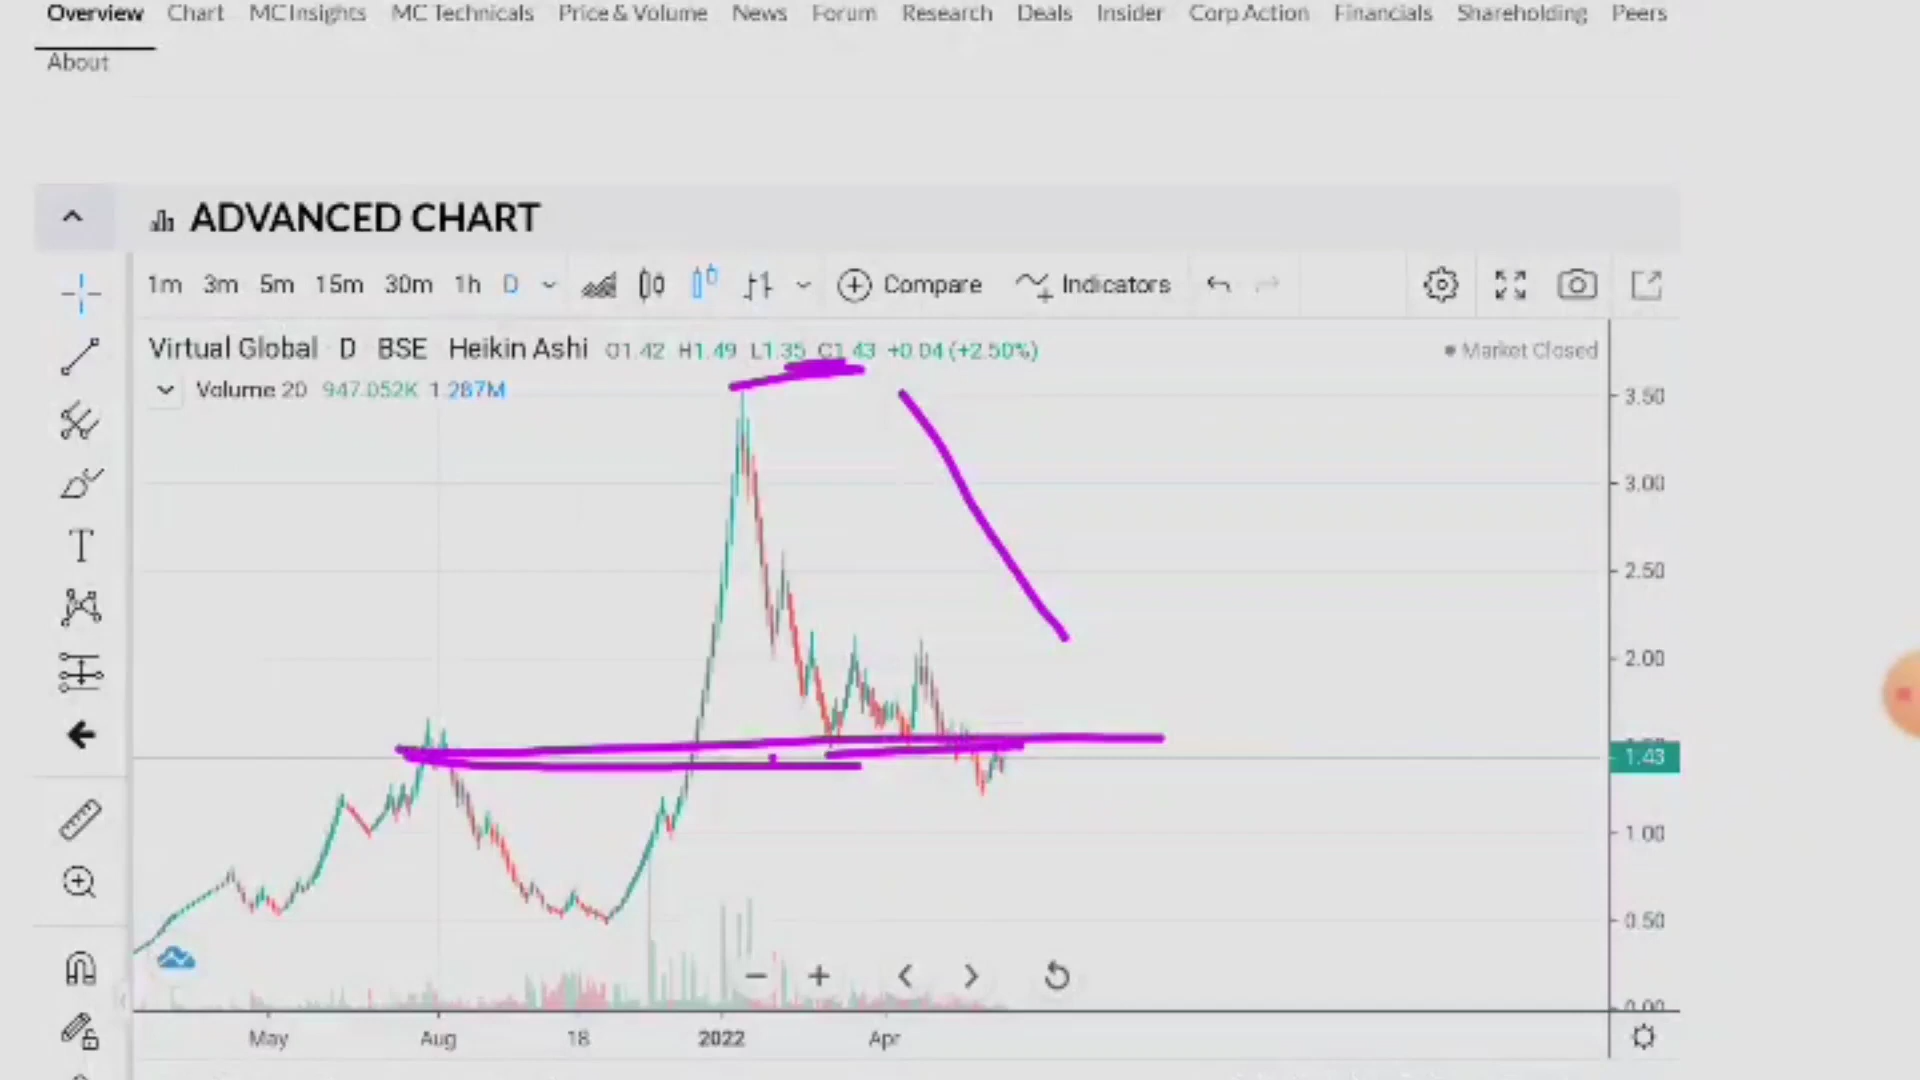 Overview Chart MC Insights MC Technicals Price & Volume News Forum Research Deals Insider Corp Action Financials Shareholding Peers
About
ADVANCED CHART
1m 3m 5m 15m 30m 1h D Compare Indicators
Virtual Global · D · BSE · Heikin Ashi O1.42 H1.49 L1.35 C1.43 +0.04 (+2.50%) Market Closed
Volume 20 947.052K 1.287M
3.50
3.00
2.50
2.00
1.43
1.00
0.50
0.00
May Aug 18 2022 Apr